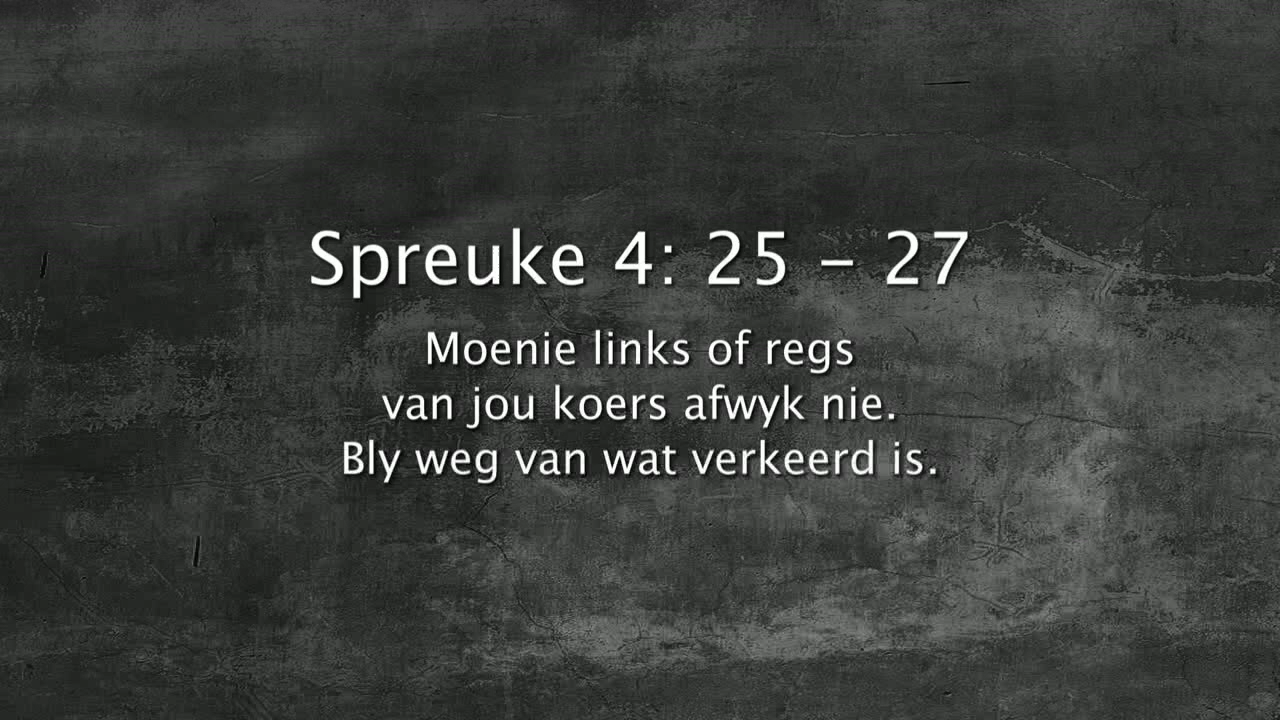 Spreuke 4: 25 – 27
Moenie links of regs
van jou koers afwyk nie.
Bly weg van wat verkeerd is.